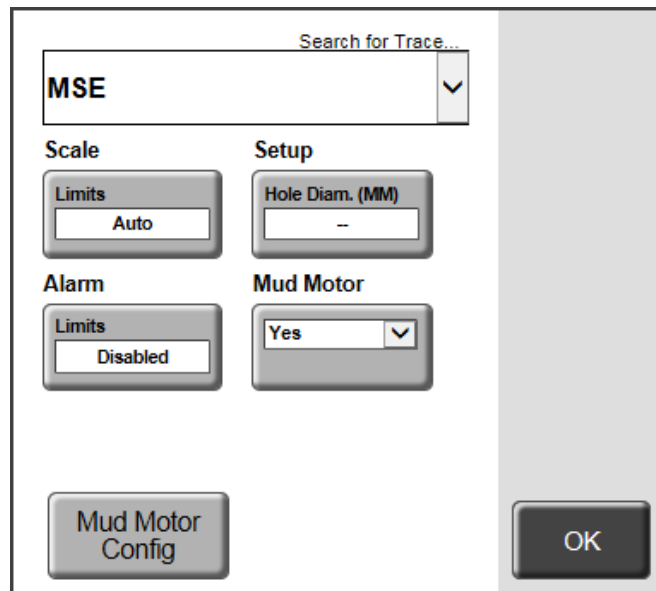 Search for Trace...
MSE
Scale
Setup
Limits
Auto
Hole Diam. (MM)
--
Alarm
Mud Motor
Limits
Disabled
Yes
Mud Motor
Config
OK